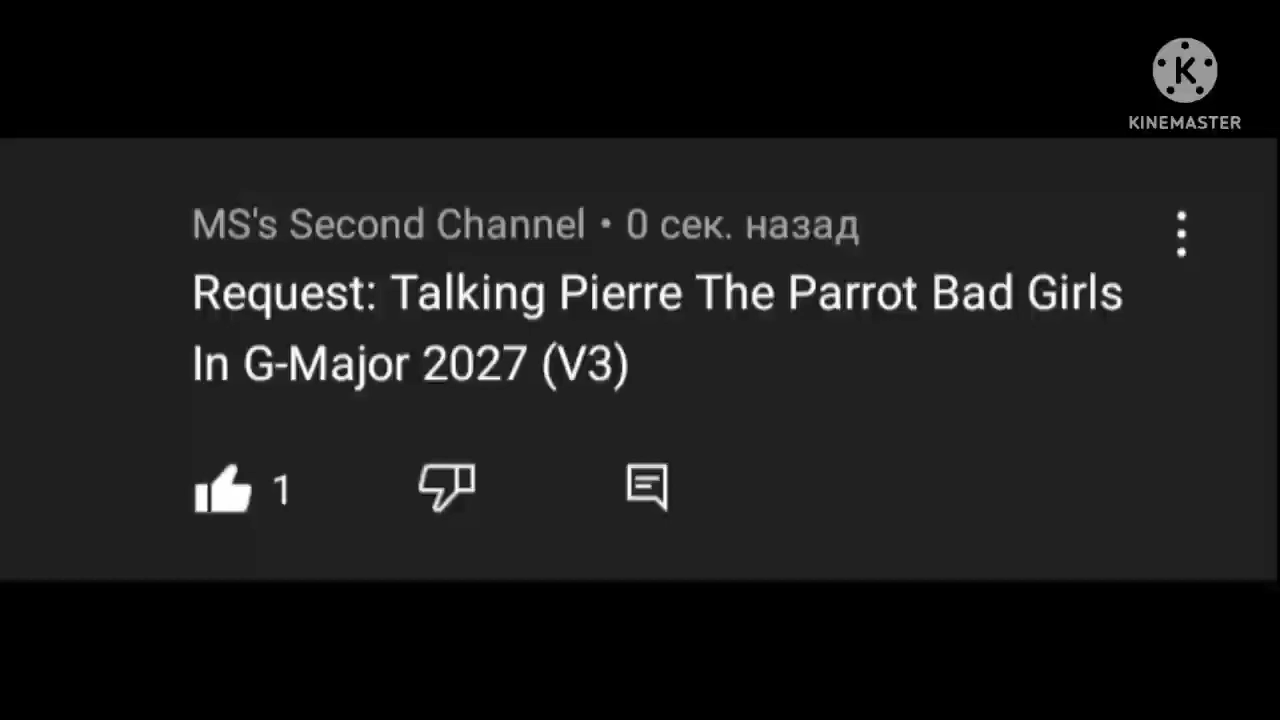 K
KINEMASTER
MS's Second Channel • 0 сек. назад
Request: Talking Pierre The Parrot Bad Girls
In G-Major 2027 (V3)
1